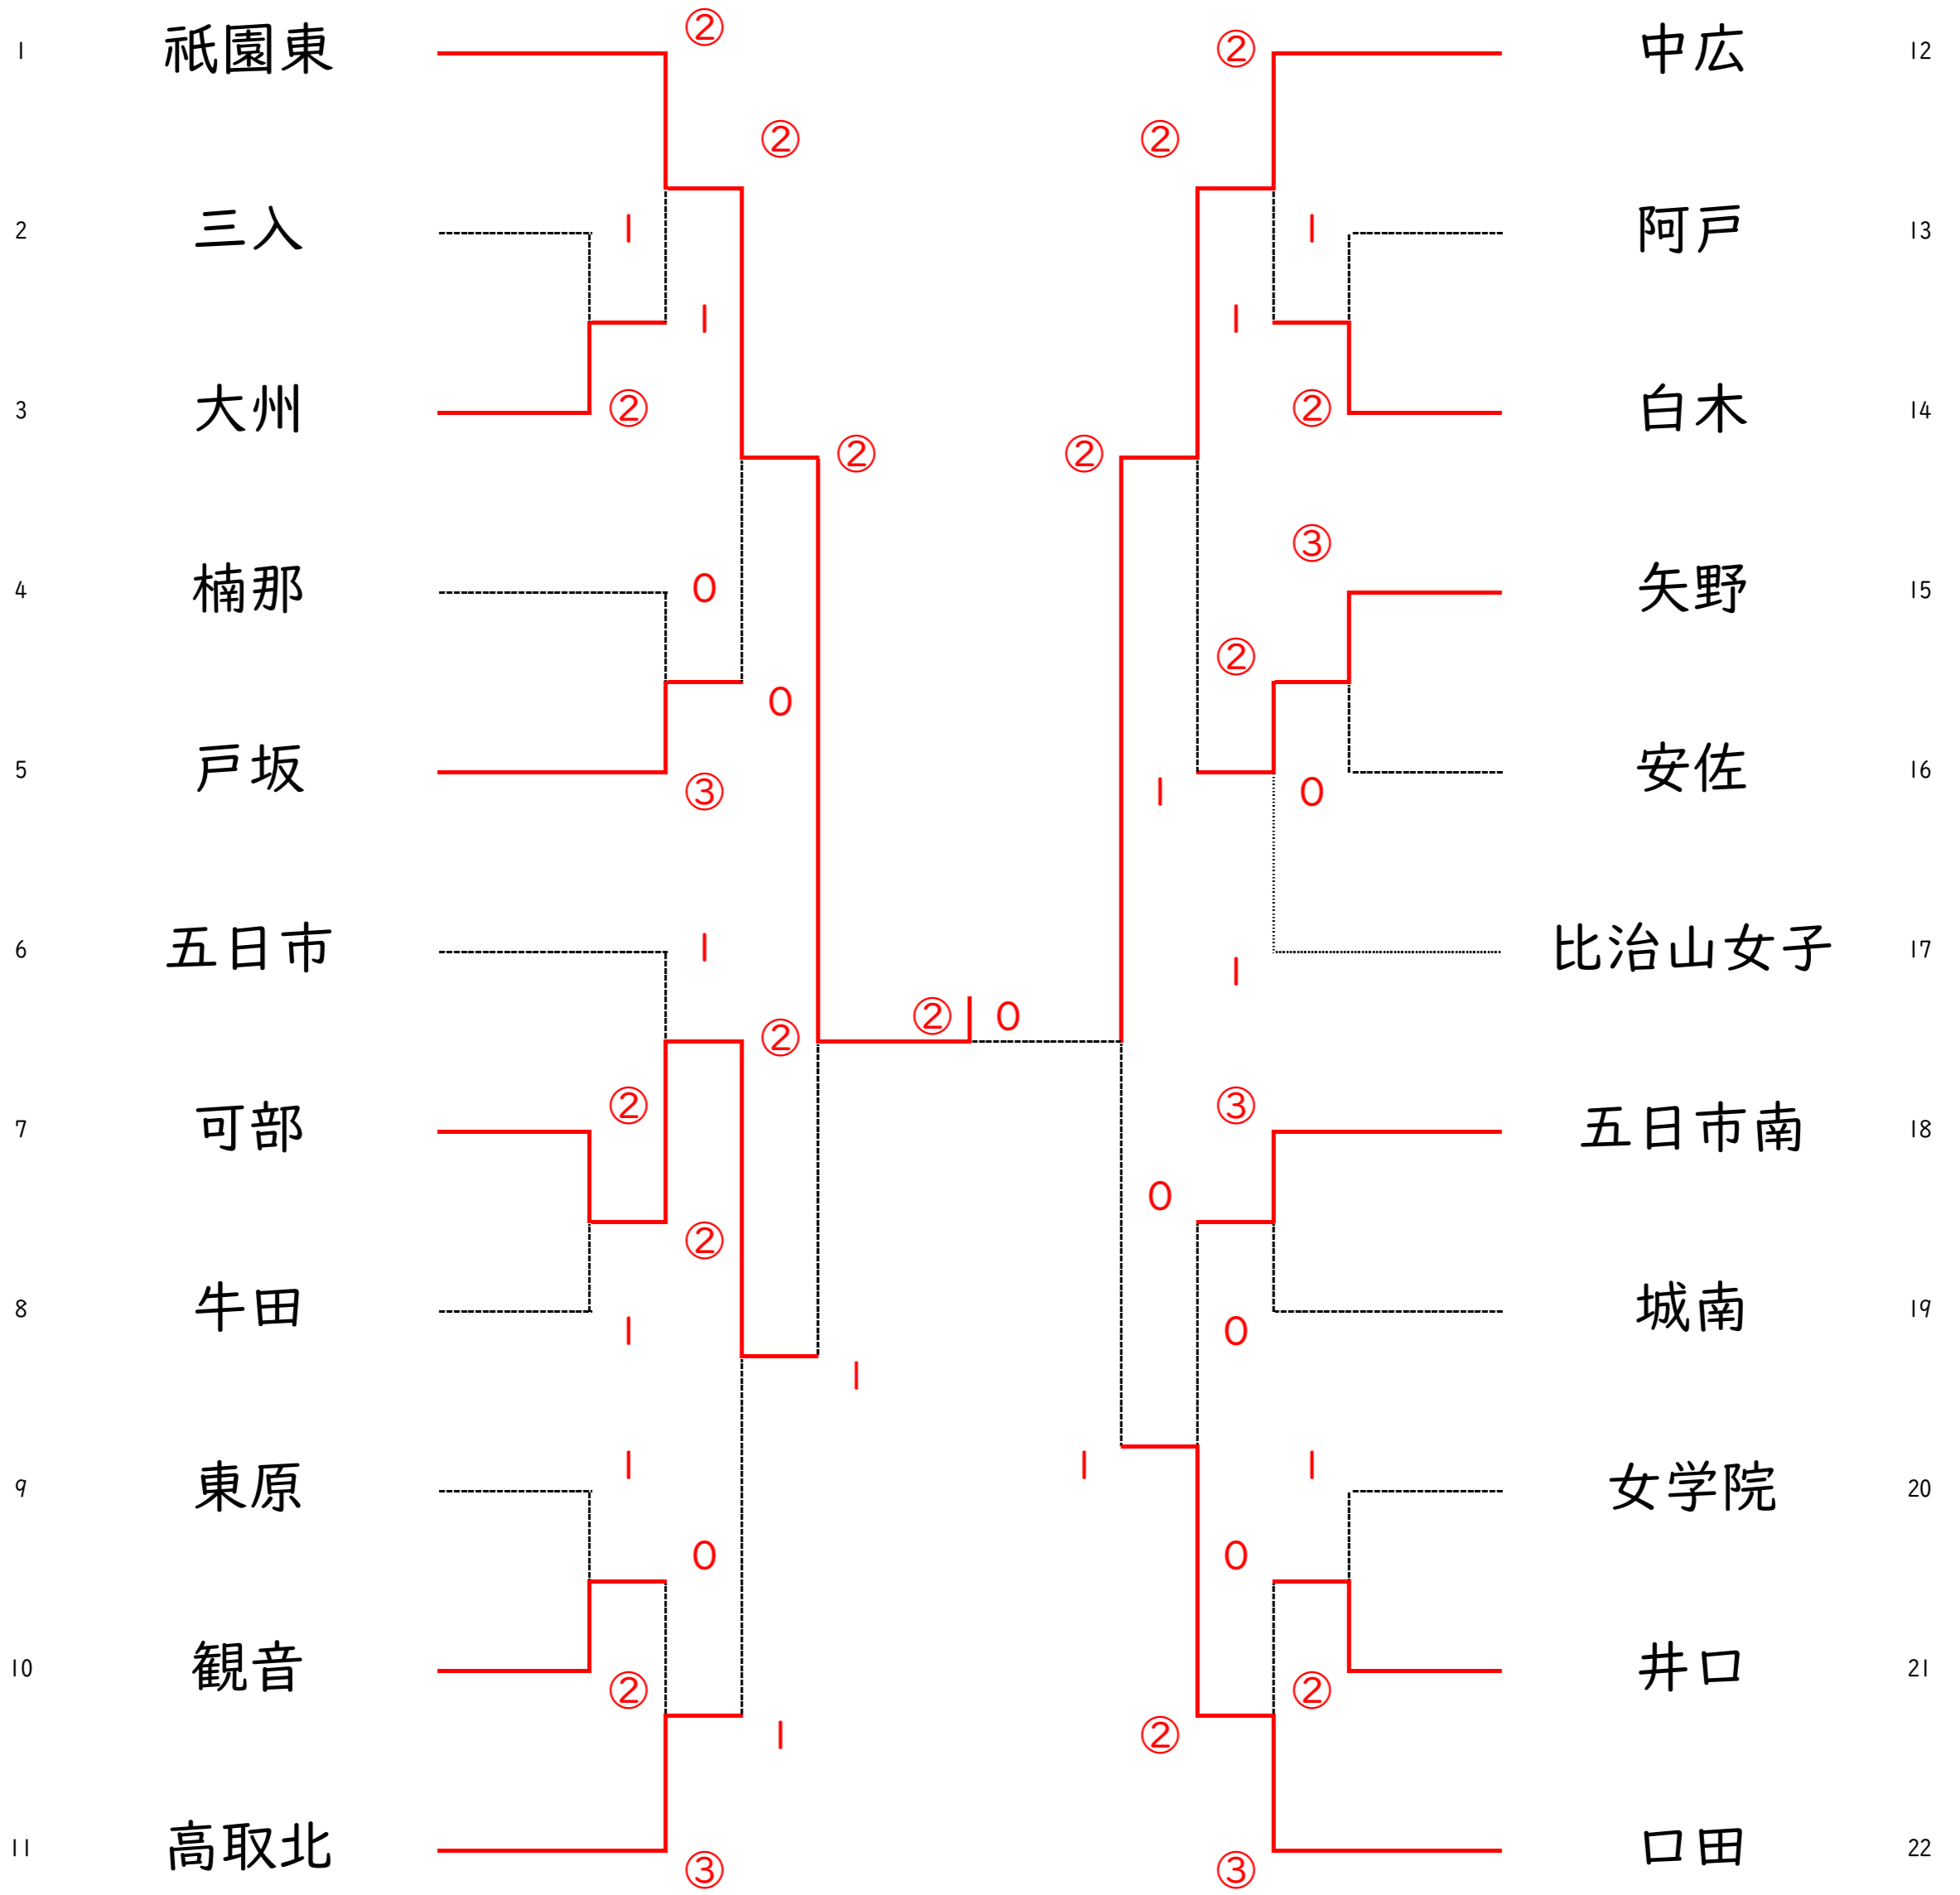 ② ②
1 祇園東 中広 12
② ②
2 三入 1 1 阿戸 13
1 1
3 大州 ② ② 白木 14
② ②
③
4 楠那 0 矢野 15
②
0
5 戸坂 ③ 1 0 安佐 16
6 五日市 1 比治山女子 17
1
② ② 0
②
7 可部 ② ③ 五日市南 18
0
②
8 牛田 1 0 城南 19
1
9 東原 1 1 1 女学院 20
0 0
10 観音 ② ② 井口 21
1 ②
11 高取北 ③ ③ 口田 22